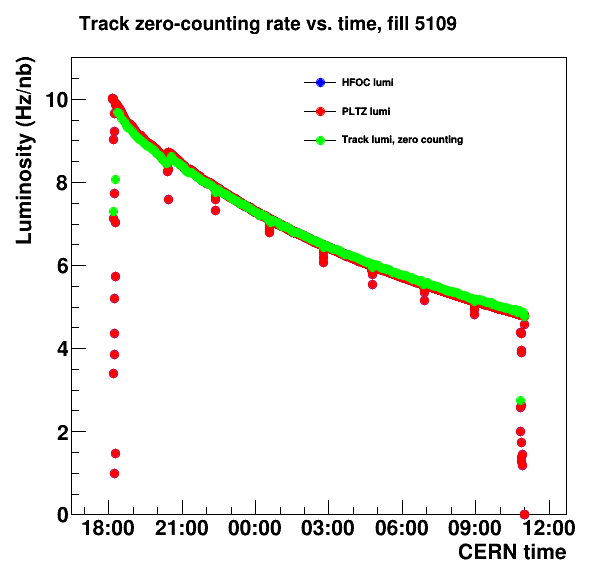 Track zero-counting rate vs. time, fill 5109
Luminosity (Hz/nb)
HFOC lumi
PLTZ lumi
Track lumi, zero counting
10
8
6
4
2
0
18:00 21:00 00:00 03:00 06:00 09:00 12:00
CERN time